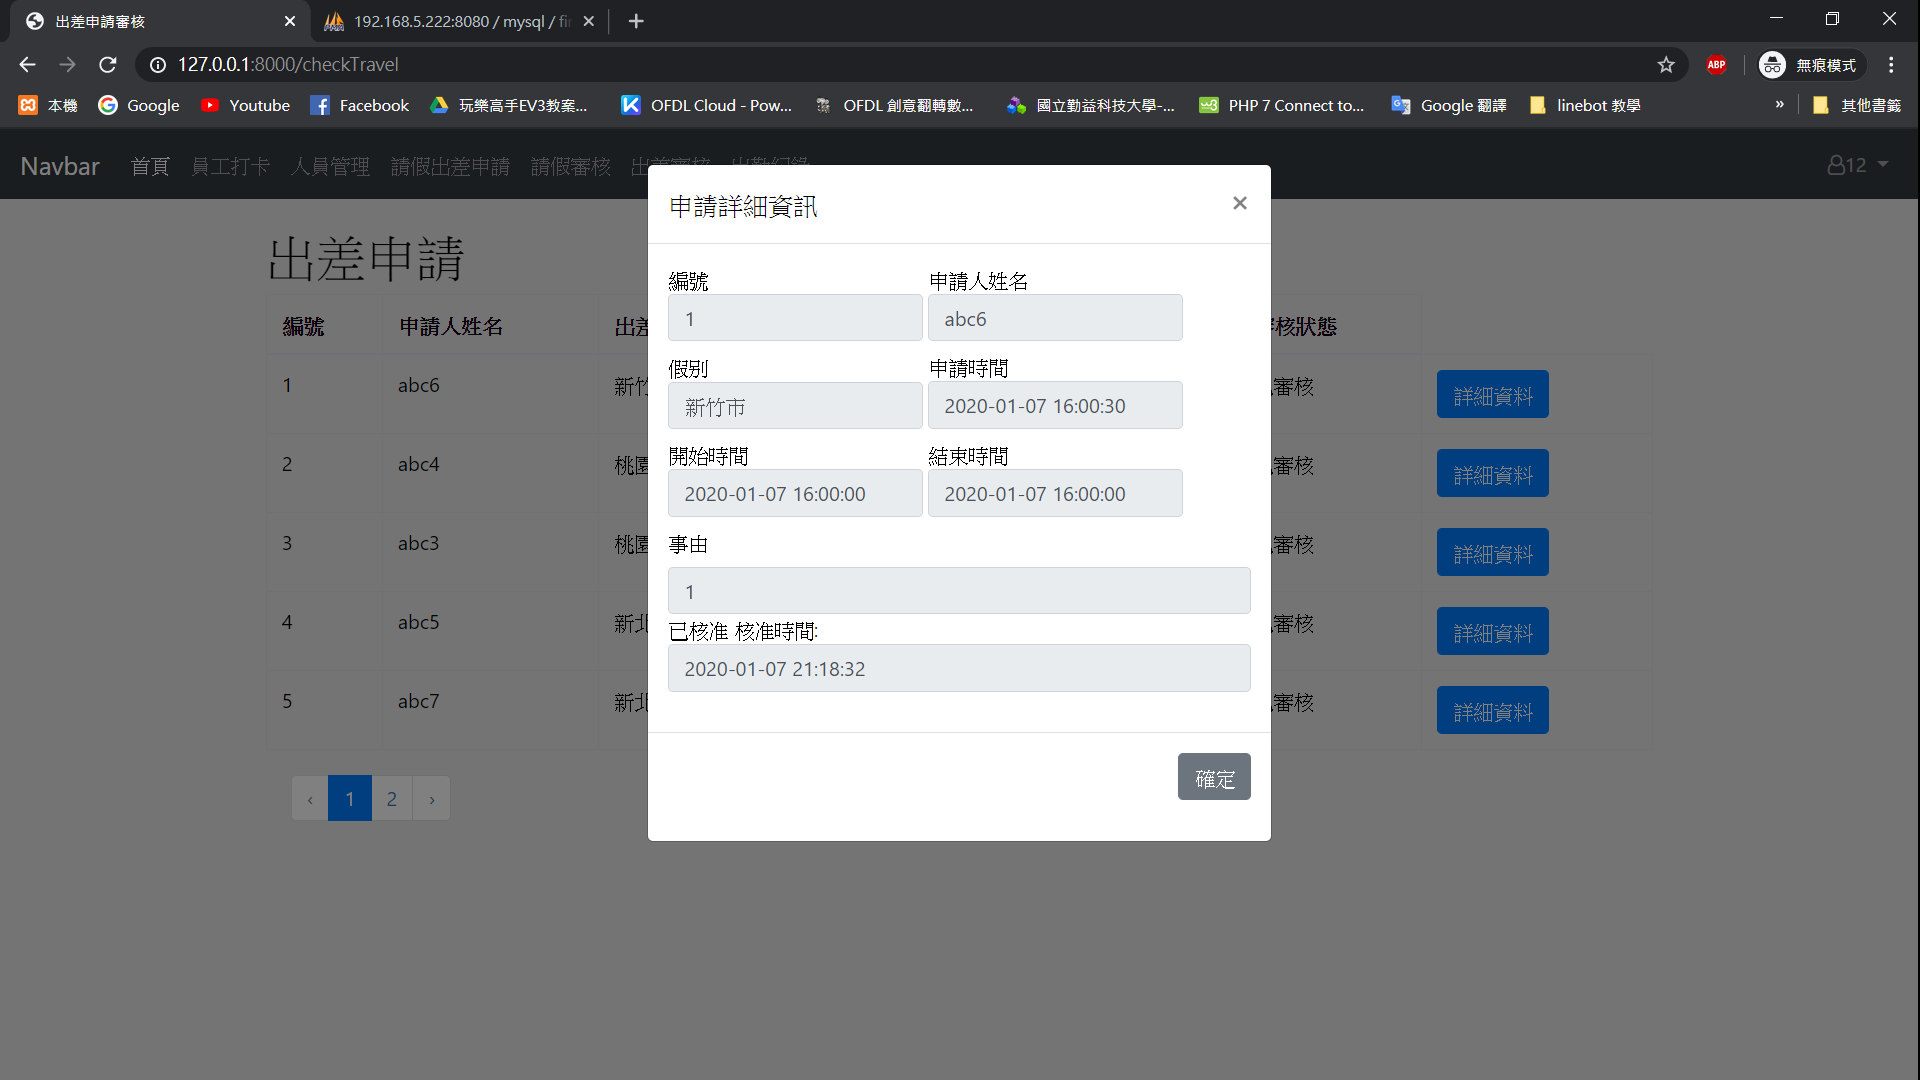 出差申請審核
192.168.5.222:8080 / mysql / fi
127.0.0.1:8000/checkTravel
ABP
無痕模式
本機 Google Youtube Facebook 玩樂高手EV3教案... OFDL Cloud - Pow... OFDL 創意翻轉數... 國立勤益科技大學-... PHP 7 Connect to... Google 翻譯 linebot 教學 » 其他書籤
Navbar 首頁 員工打卡 人員管理 請假出差申請 請假審核 出差審核 出勤紀錄 12
出差申請
編號 申請人姓名 出差 核狀態
1 abc6 新竹 審核 詳細資料
2 abc4 桃園 審核 詳細資料
3 abc3 桃園 審核 詳細資料
4 abc5 新北 審核 詳細資料
5 abc7 新北 審核 詳細資料
‹ 1 2 ›
申請詳細資訊 ×
編號 申請人姓名
1 abc6
假別 申請時間
新竹市 2020-01-07 16:00:30
開始時間 結束時間
2020-01-07 16:00:00 2020-01-07 16:00:00
事由
1
已核准 核准時間:
2020-01-07 21:18:32
確定